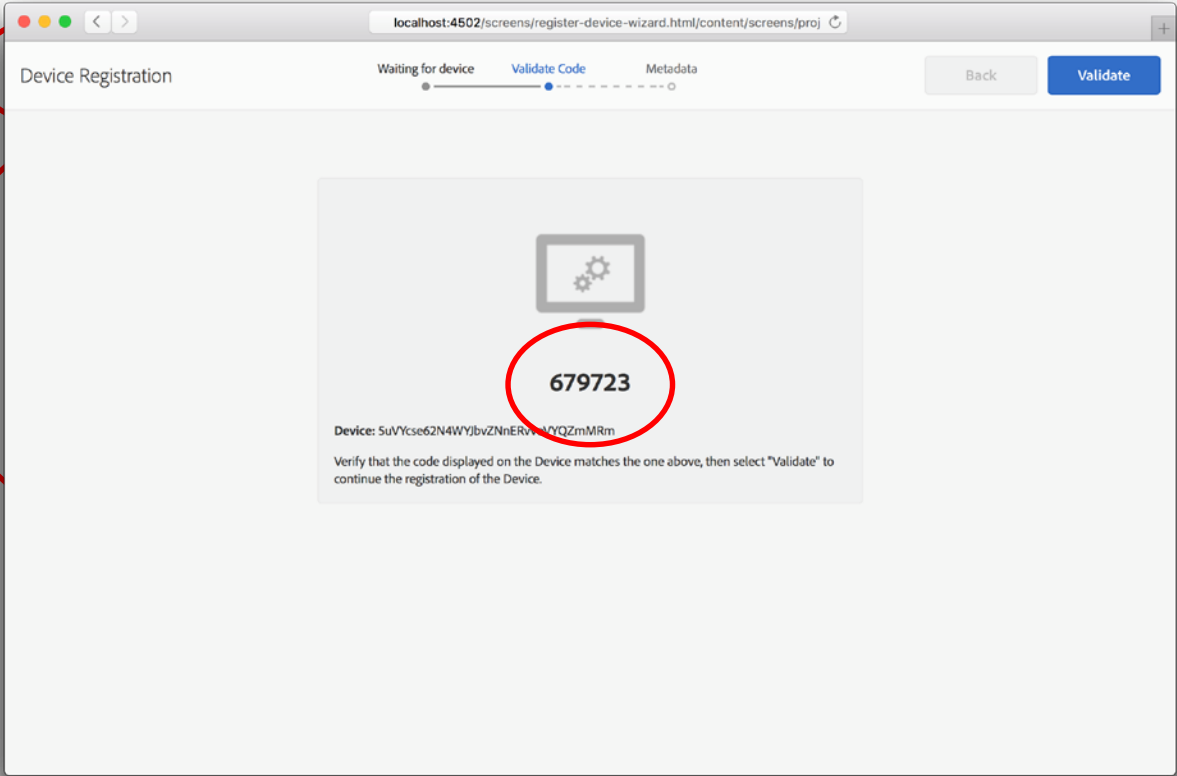 localhost:4502/screens/register-device-wizard.html/content/screens/proj
Device Registration
Waiting for device
Validate Code
Metadata
Back
Validate
679723
Device:
Verify that the code displayed on the Device matches the one above, then select "Validate" to
continue the registration of the Device.